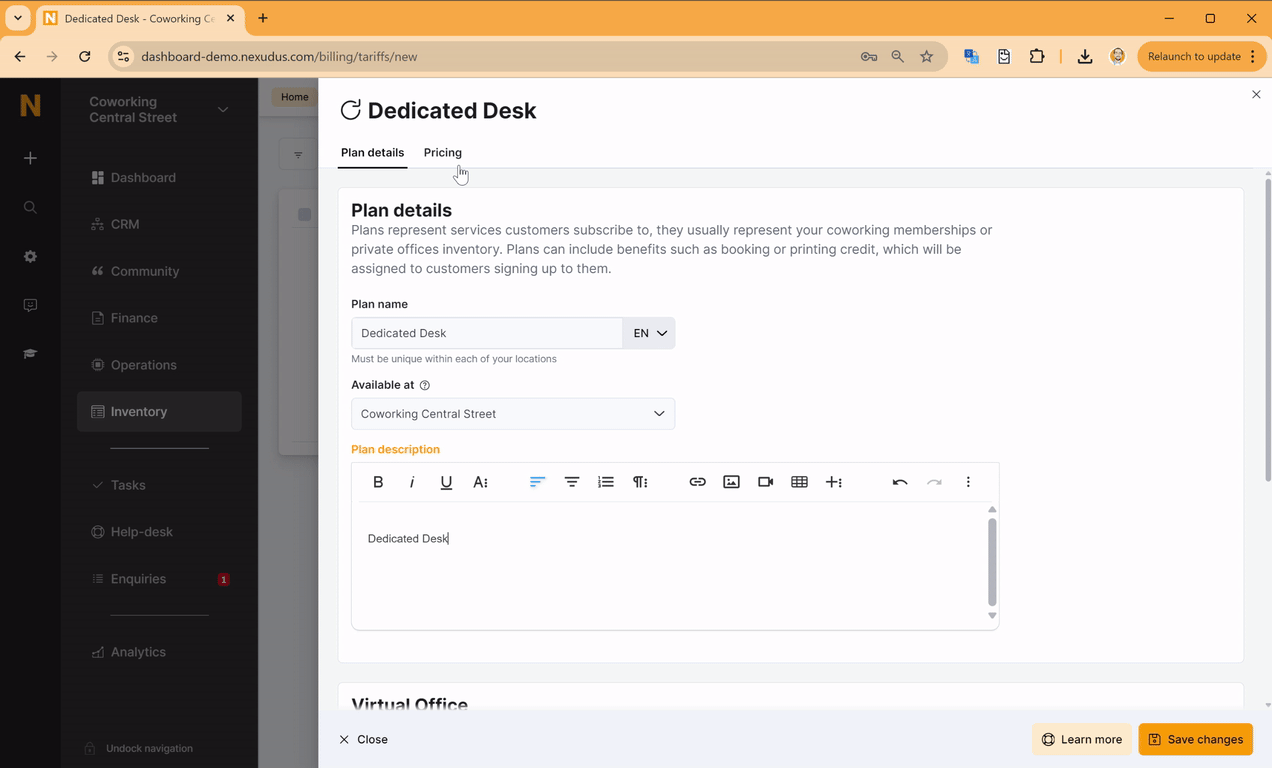 Dedicated Desk - Coworking Ce
dashboard-demo.nexudus.com/billing/tariffs/new
Relaunch to update
N
Coworking
Central Street
Dashboard
CRM
Community
Finance
Operations
Inventory
Tasks
Help-desk
Enquiries
1
Analytics
Undock navigation
Home
Dedicated Desk
Plan details
Pricing
Plan details
Plans represent services customers subscribe to, they usually represent your coworking memberships or
private offices inventory. Plans can include benefits such as booking or printing credit, which will be
assigned to customers signing up to them.
Plan name
Dedicated Desk
EN
Must be unique within each of your locations
Available at
Coworking Central Street
Plan description
B i U A
Dedicated Desk
Virtual Office
Close
Learn more
Save changes